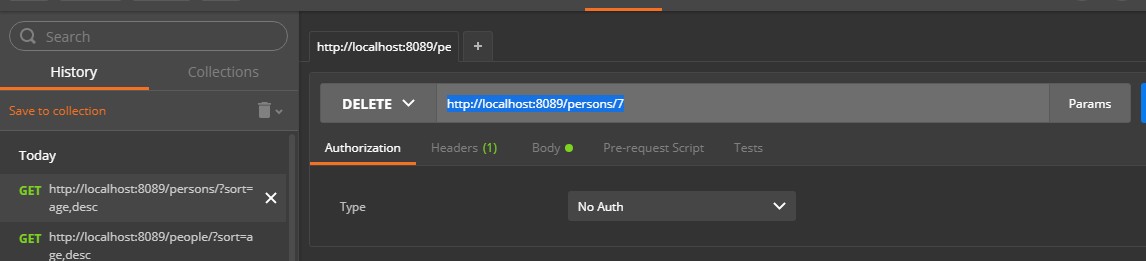 Search
History Collections
Save to collection
Today
GET http://localhost:8089/persons/?sort=
age,desc
GET http://localhost:8089/people/?sort=a
ge,desc
http://localhost:8089/pe +
DELETE http://localhost:8089/persons/7 Params
Authorization Headers (1) Body Pre-request Script Tests
Type No Auth